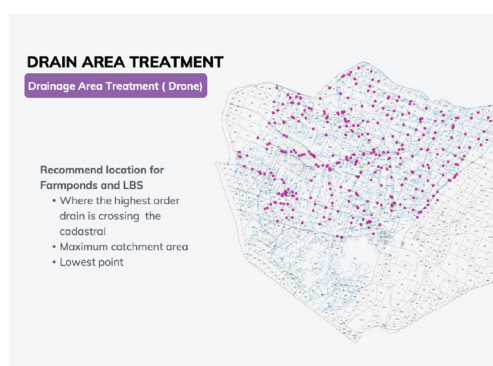 DRAIN AREA TREATMENT
Drainage Area Treatment ( Drone)
Recommend location for
Farmponds and LBS
• Where the highest order
drain is crossing the
cadastral
• Maximum catchment area
• Lowest point